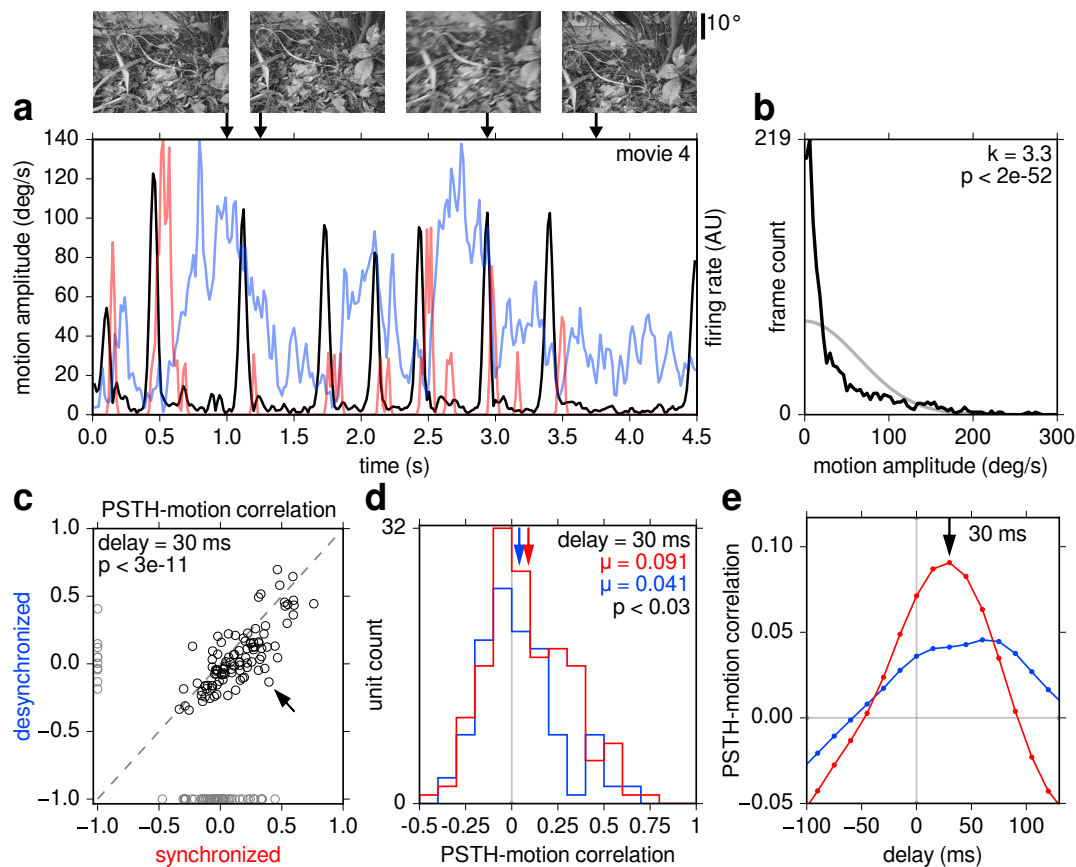 10°
a
movie 4
motion amplitude (deg/s)
140
120
100
80
60
40
20
0
0.0 0.5 1.0 1.5 2.0 2.5 3.0 3.5 4.0 4.5
time (s)
firing rate (AU)
b
k = 3.3
p < 2e-52
frame count
219
0
0 100 200 300
motion amplitude (deg/s)
c
PSTH-motion correlation
delay = 30 ms
p < 3e-11
desynchronized
1.0
0.5
0.0
−0.5
−1.0
−1.0 −0.5 0.0 0.5 1.0
synchronized
d
delay = 30 ms
μ = 0.091
μ = 0.041
p < 0.03
unit count
32
0
-0.5 -0.25 0 0.25 0.5 0.75 1
PSTH-motion correlation
e
30 ms
PSTH-motion correlation
0.10
0.05
0.00
−0.05
−100 −50 0 50 100
delay (ms)